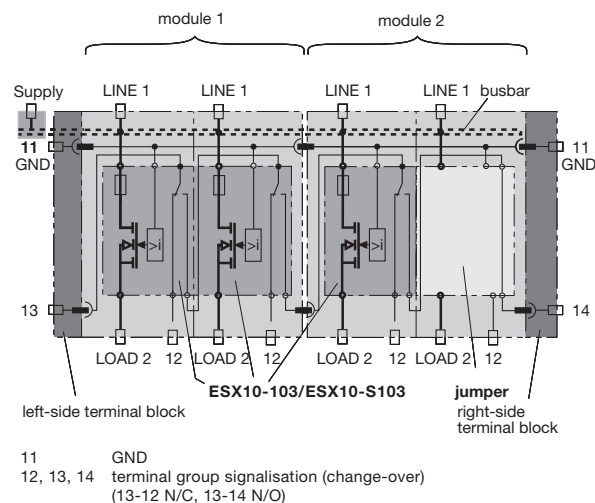 module 1
module 2
Supply LINE 1 LINE 1 LINE 1 LINE 1 busbar
11
GND
11
GND
>i >i >i
13
14
LOAD 2 12 LOAD 2 12 LOAD 2 12 LOAD 2 12
ESX10-103/ESX10-S103
jumper
left-side terminal block
right-side
terminal block
11 GND
12, 13, 14 terminal group signalisation (change-over)
(13-12 N/C, 13-14 N/O)